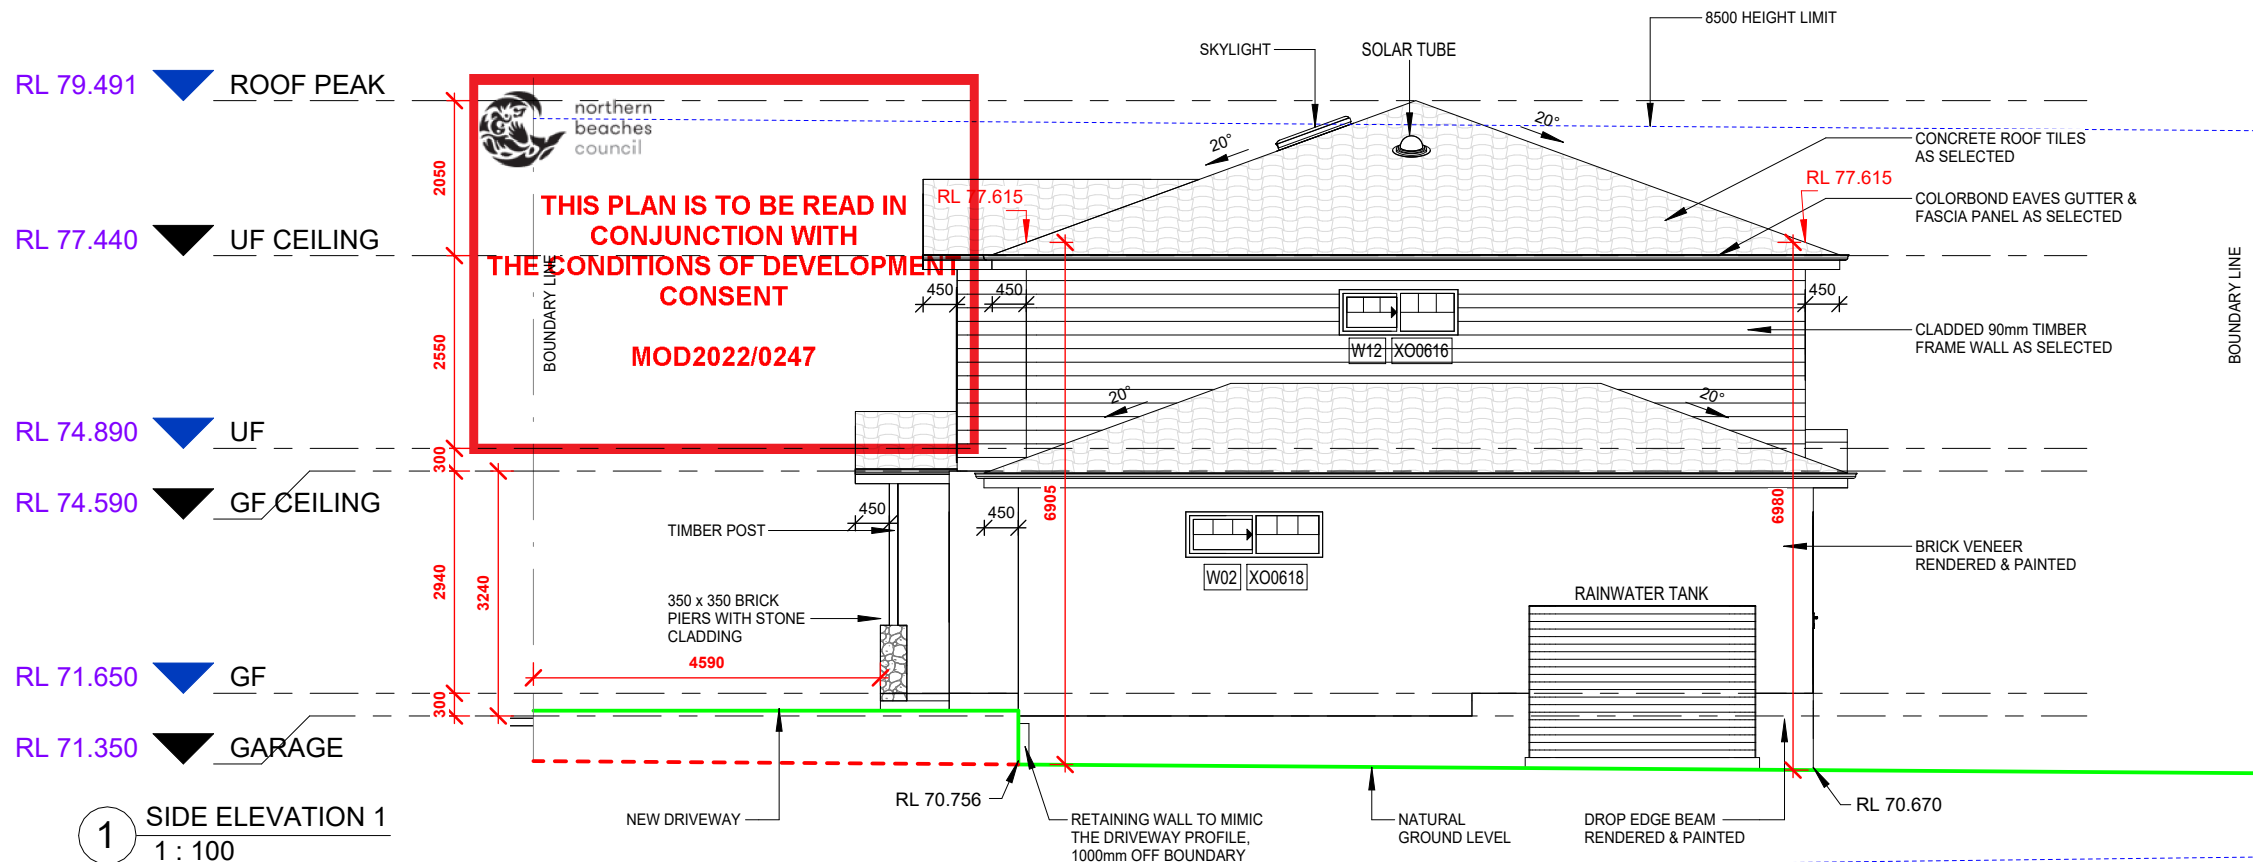 8500 HEIGHT LIMIT
SKYLIGHT
SOLAR TUBE
RL 79.491
ROOF PEAK
northern
beaches
council
20°
20°
CONCRETE ROOF TILES
AS SELECTED
2050
RL 77.615
RL 77.615
THIS PLAN IS TO BE READ IN
CONJUNCTION WITH
THE CONDITIONS OF DEVELOPMENT
CONSENT
MOD2022/0247
COLORBOND EAVES GUTTER &
FASCIA PANEL AS SELECTED
RL 77.440
UF CEILING
BOUNDARY LINE
BOUNDARY LINE
450
450
450
2550
CLADDED 90mm TIMBER
FRAME WALL AS SELECTED
W12
XO0616
20°
20°
RL 74.890
UF
300
RL 74.590
GF CEILING
6905
6980
450
450
TIMBER POST
BRICK VENEER
RENDERED & PAINTED
W02
XO0618
2940
3240
350 x 350 BRICK
PIERS WITH STONE
CLADDING
RAINWATER TANK
4590
RL 71.650
GF
300
RL 71.350
GARAGE
RL 70.756
RL 70.670
NEW DRIVEWAY
RETAINING WALL TO MIMIC
THE DRIVEWAY PROFILE,
1000mm OFF BOUNDARY
NATURAL
GROUND LEVEL
DROP EDGE BEAM
RENDERED & PAINTED
1
SIDE ELEVATION 1
1 : 100